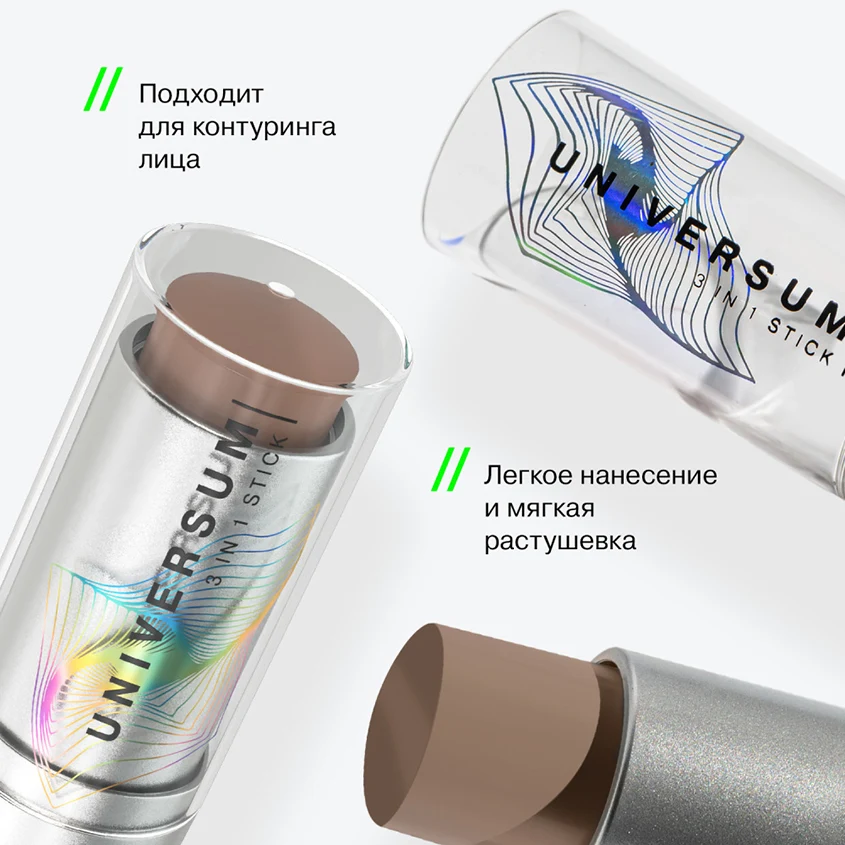 Подходит
для контуринга
лица
UNIVERSUM
3 IN 1 STICK
UNIVERSUM
3 IN 1 STICK
Легкое нанесение
и мягкая
растушевка